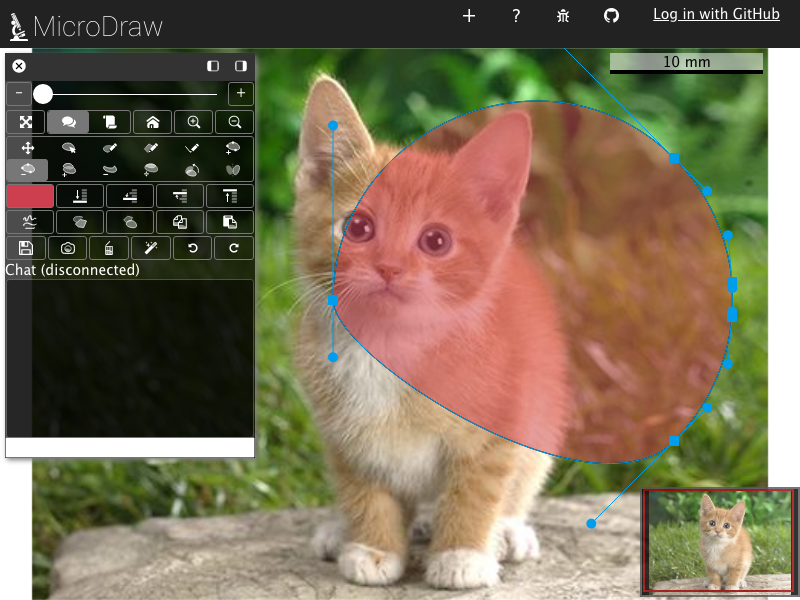 MicroDraw
+
?
Log in with GitHub
10 mm
−
+
Chat (disconnected)